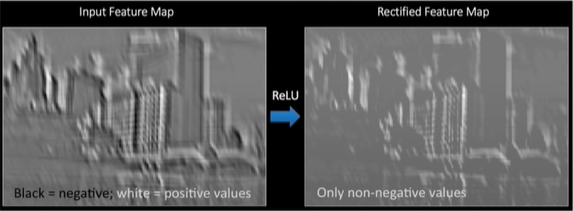 Input Feature Map
Rectified Feature Map
ReLU
Black = negative; white = positive values
Only non-negative values